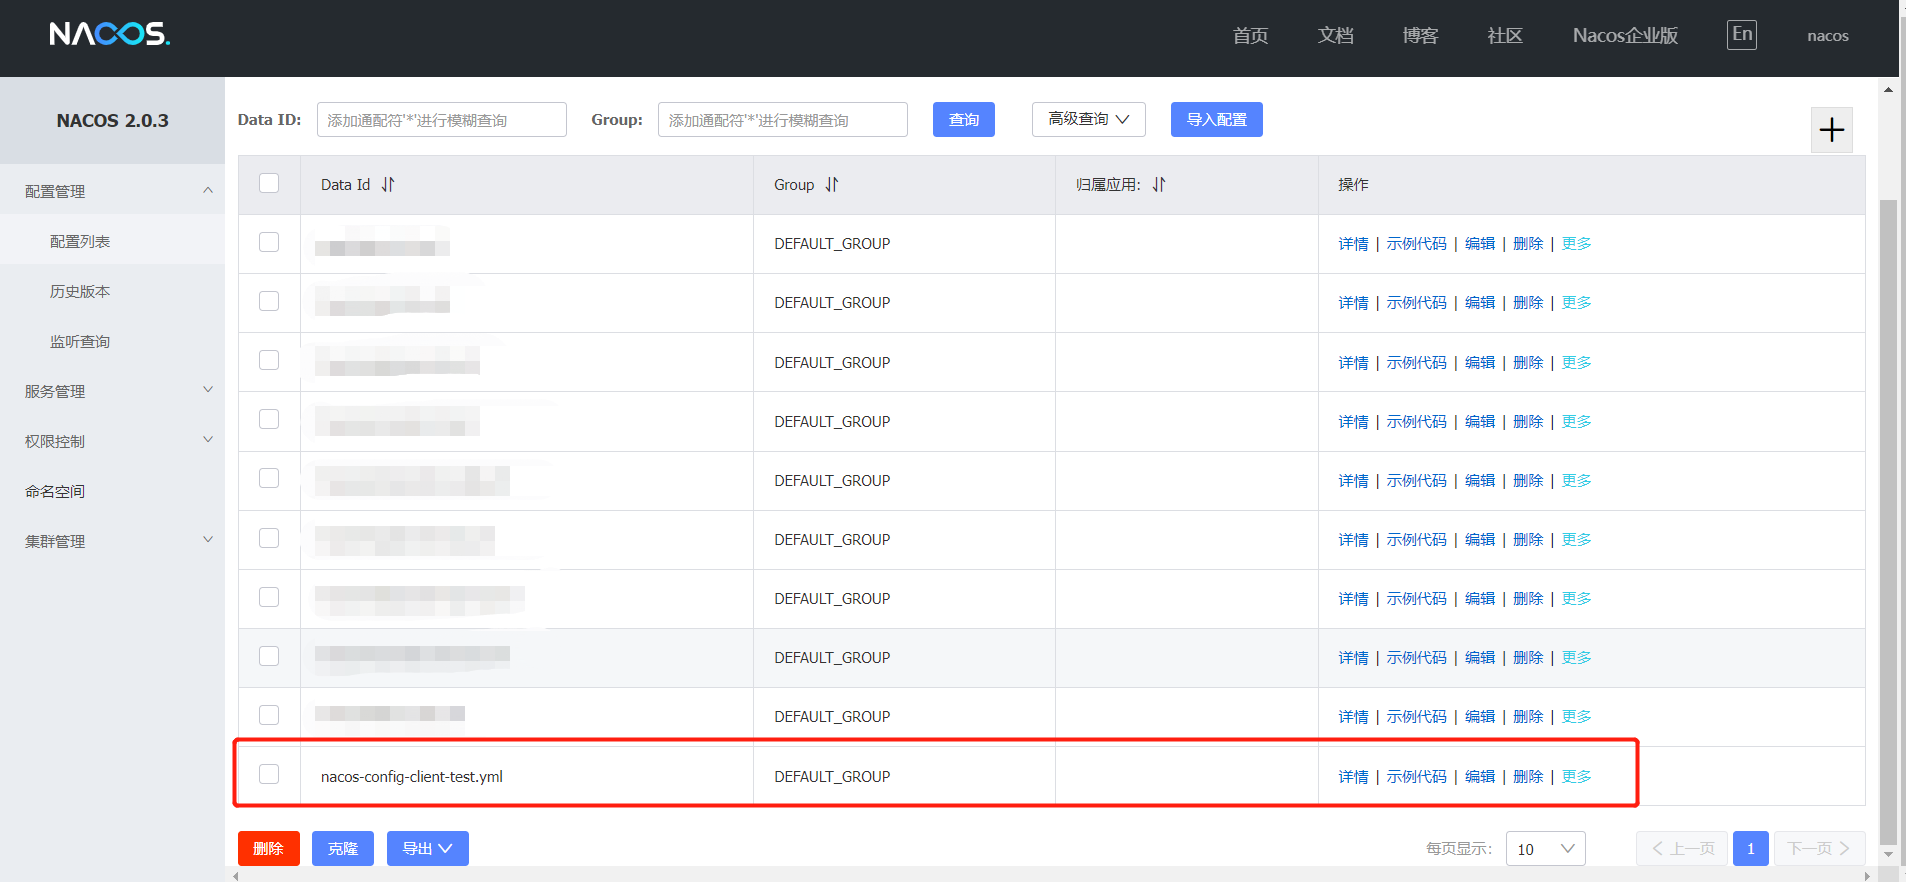 NACOS.
首页 文档 博客 社区 Nacos企业版 En nacos
NACOS 2.0.3
配置管理
配置列表
历史版本
监听查询
服务管理
权限控制
命名空间
集群管理
Data ID: 添加通配符'*'进行模糊查询 Group: 添加通配符'*'进行模糊查询 查询 高级查询 导入配置
Data Id Group 归属应用: 操作
DEFAULT_GROUP 详情 | 示例代码 | 编辑 | 删除 | 更多
DEFAULT_GROUP 详情 | 示例代码 | 编辑 | 删除 | 更多
DEFAULT_GROUP 详情 | 示例代码 | 编辑 | 删除 | 更多
DEFAULT_GROUP 详情 | 示例代码 | 编辑 | 删除 | 更多
DEFAULT_GROUP 详情 | 示例代码 | 编辑 | 删除 | 更多
DEFAULT_GROUP 详情 | 示例代码 | 编辑 | 删除 | 更多
DEFAULT_GROUP 详情 | 示例代码 | 编辑 | 删除 | 更多
DEFAULT_GROUP 详情 | 示例代码 | 编辑 | 删除 | 更多
DEFAULT_GROUP 详情 | 示例代码 | 编辑 | 删除 | 更多
nacos-config-client-test.yml DEFAULT_GROUP 详情 | 示例代码 | 编辑 | 删除 | 更多
删除 克隆 导出 每页显示: 10 上一页 1 下一页